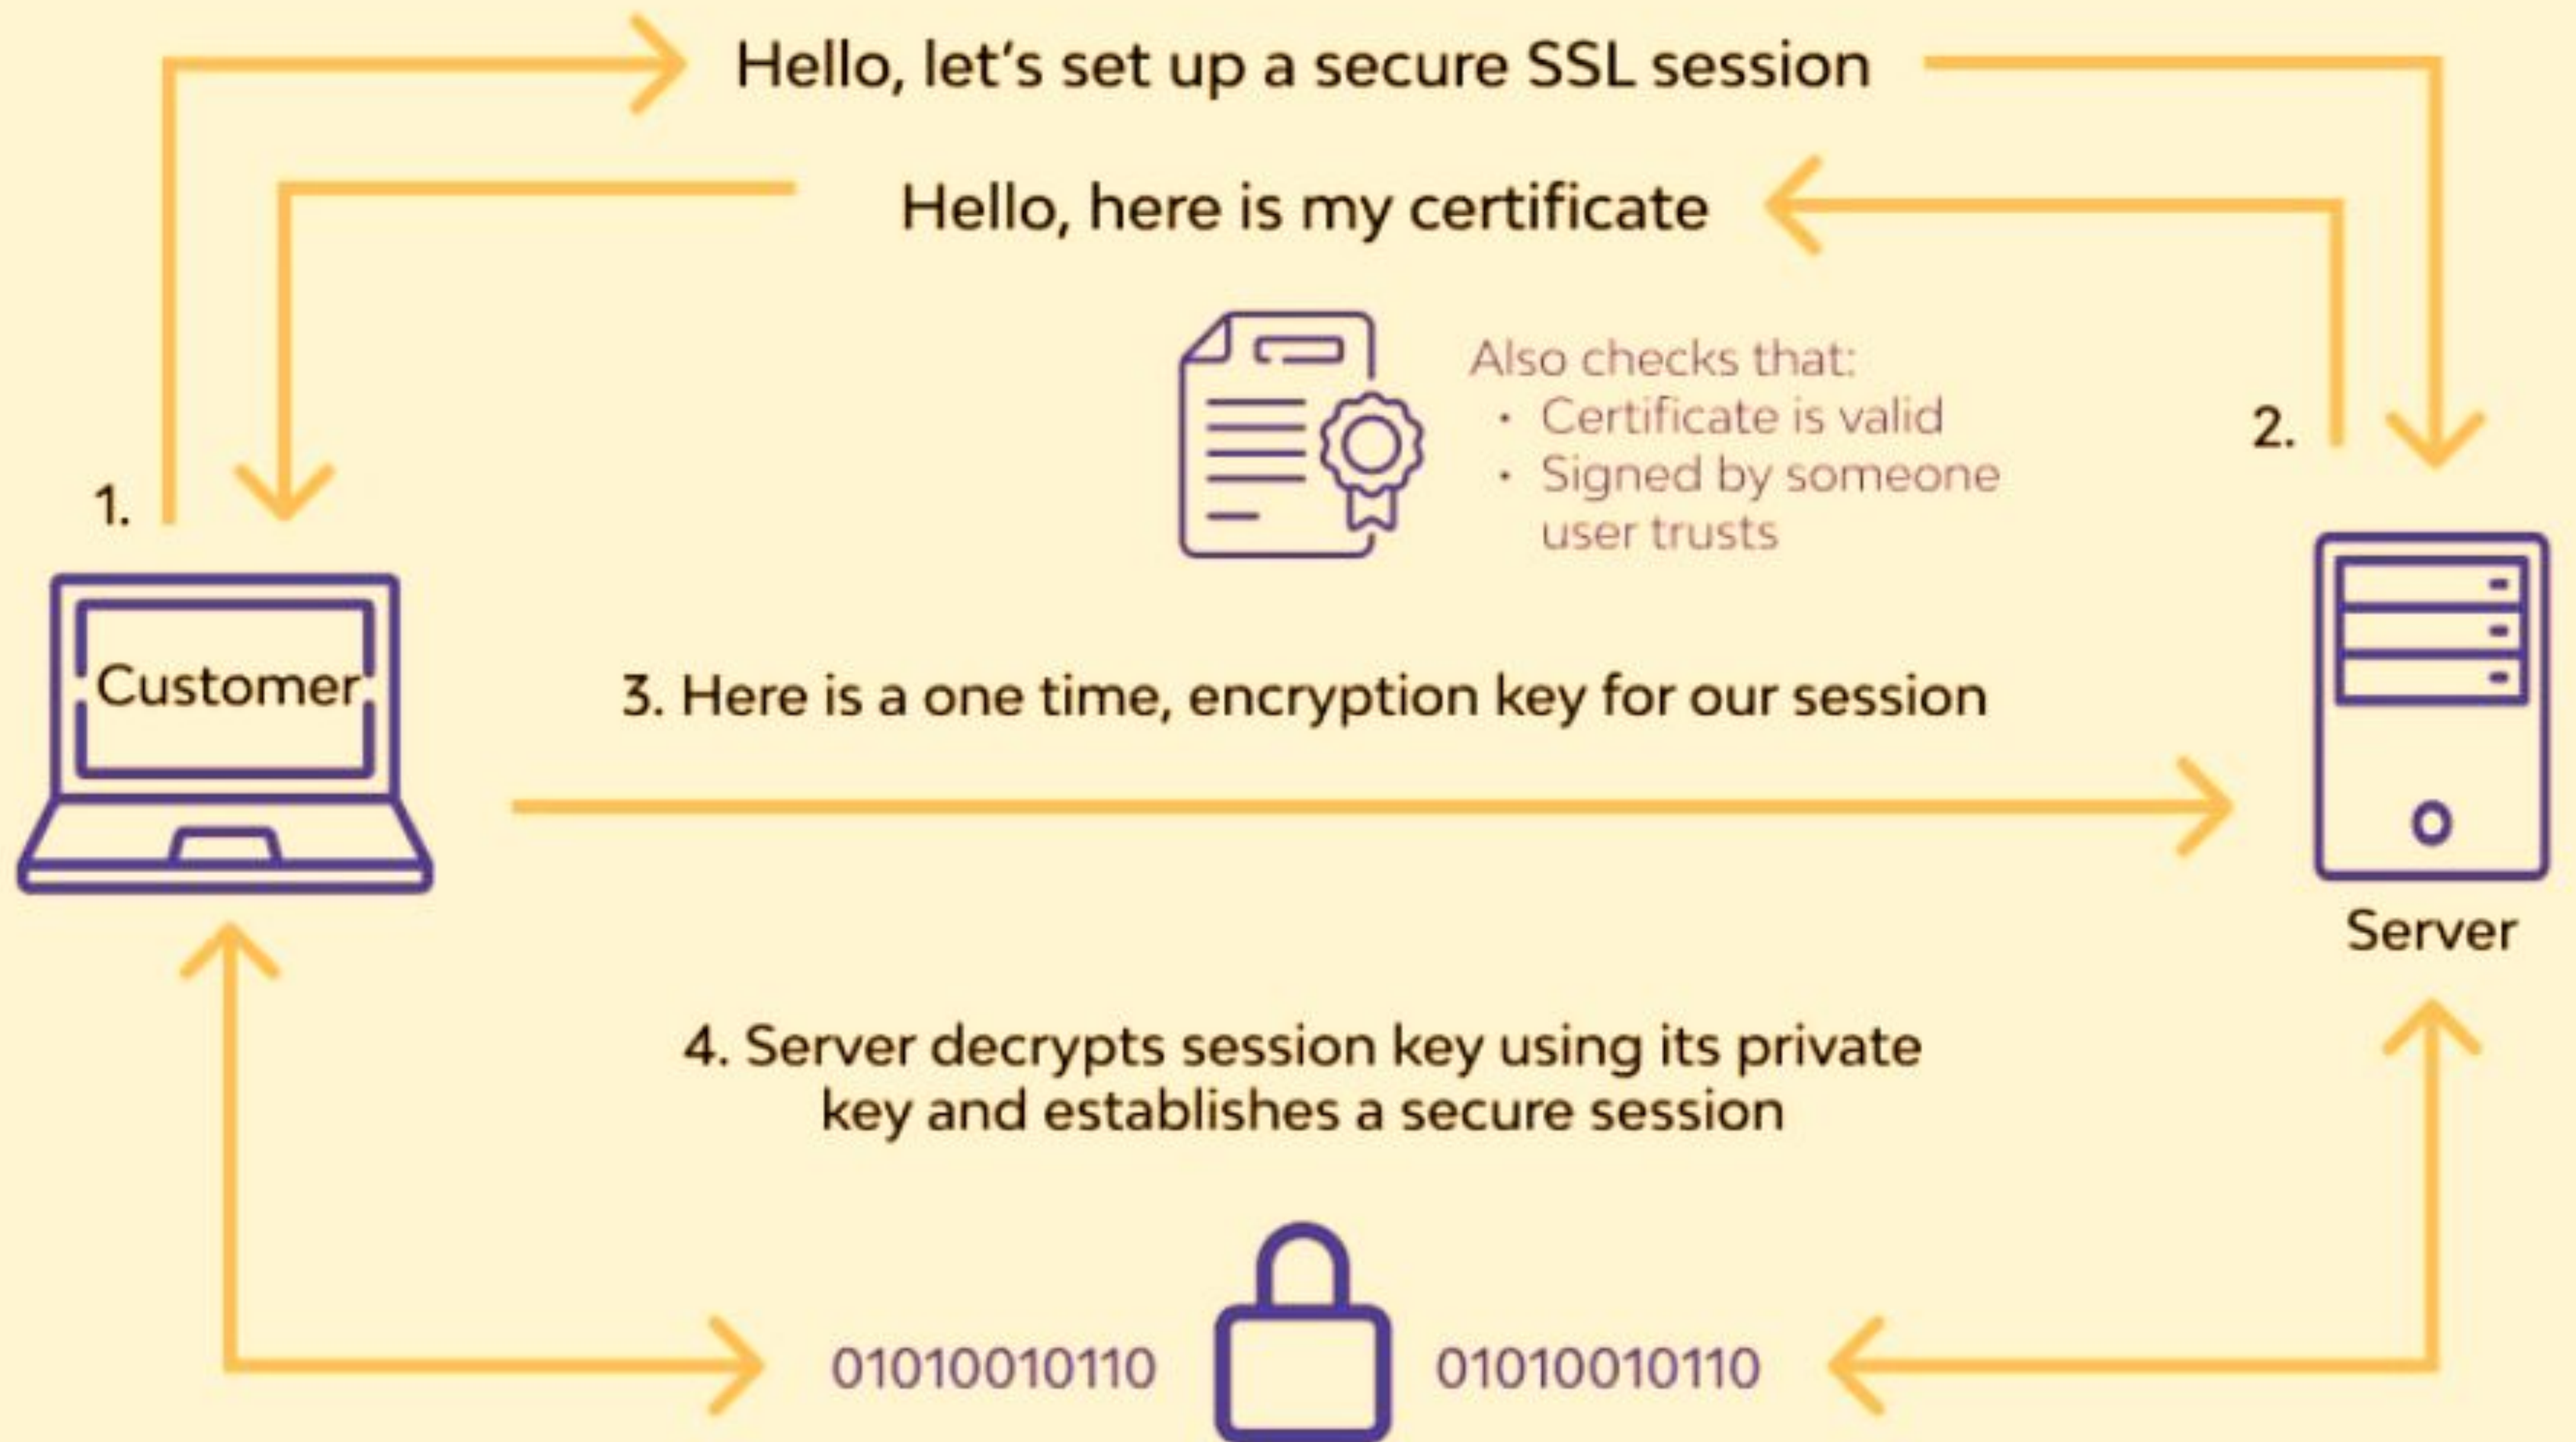 Hello, let's set up a secure SSL session
Hello, here is my certificate
Also checks that:
• Certificate is valid
• Signed by someone
user trusts
2.
1.
Customer
3. Here is a one time, encryption key for our session
Server
4. Server decrypts session key using its private
key and establishes a secure session
01010010110
01010010110